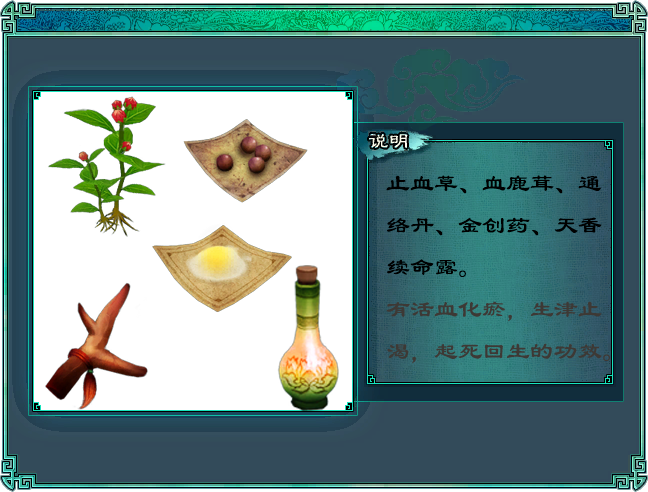 说明
止血草、血鹿茸、通
络丹、金创药、天香
续命露。
有活血化瘀，生津止
渴，起死回生的功效。